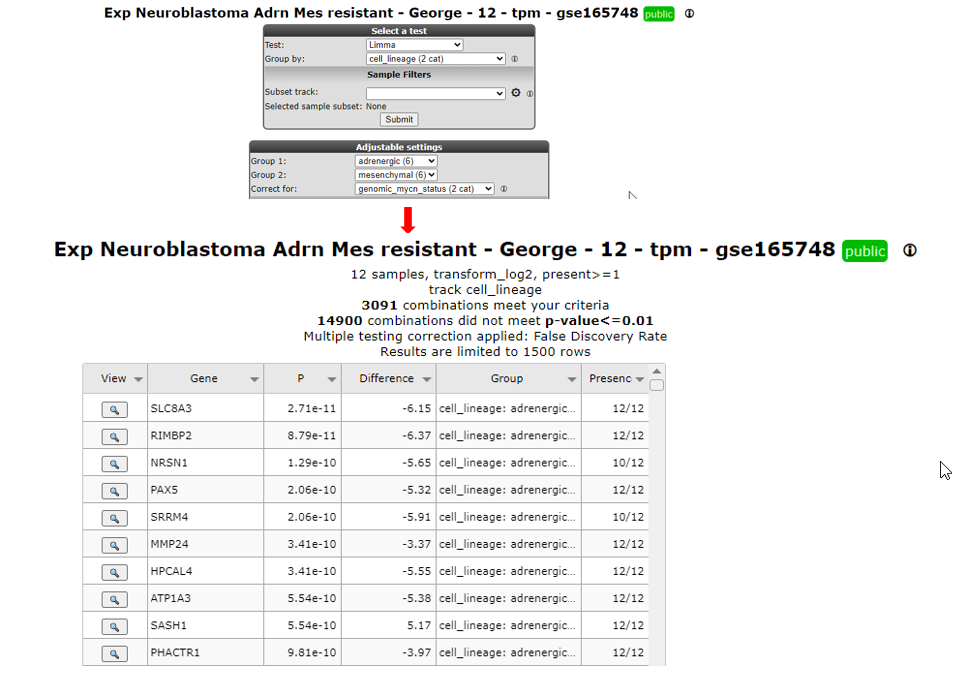 Exp Neuroblastoma Adrn Mes resistant - George - 12 - tpm - gse165748 public
Select a test
Test: Limma
Group by: cell_lineage (2 cat)
Sample Filters
Subset track:
Selected sample subset: None
Submit
Adjustable settings
Group 1: adrenergic (6)
Group 2: mesenchymal (6)
Correct for: genomic_mycn_status (2 cat)
Exp Neuroblastoma Adrn Mes resistant - George - 12 - tpm - gse165748 public
12 samples, transform_log2, present>=1
track cell_lineage
3091 combinations meet your criteria
14900 combinations did not meet p-value<=0.01
Multiple testing correction applied: False Discovery Rate
Results are limited to 1500 rows
View Gene P Difference Group Presenc
SLC8A3 2.71e-11 -6.15 cell_lineage: adrenergic... 12/12
RIMBP2 8.79e-11 -6.37 cell_lineage: adrenergic... 12/12
NRSN1 1.29e-10 -5.65 cell_lineage: adrenergic... 10/12
PAX5 2.06e-10 -5.32 cell_lineage: adrenergic... 12/12
SRRM4 2.06e-10 -5.91 cell_lineage: adrenergic... 10/12
MMP24 3.41e-10 -3.37 cell_lineage: adrenergic... 12/12
HPCAL4 3.41e-10 -5.55 cell_lineage: adrenergic... 12/12
ATP1A3 5.54e-10 -5.38 cell_lineage: adrenergic... 12/12
SASH1 5.54e-10 5.17 cell_lineage: adrenergic... 12/12
PHACTR1 9.81e-10 -3.97 cell_lineage: adrenergic... 12/12